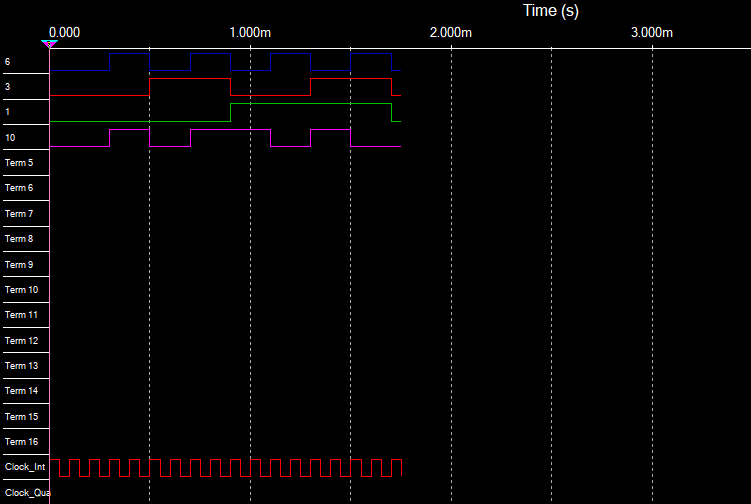 Time (s)
0.000 1.000m 2.000m 3.000m
6
3
1
10
Term 5
Term 6
Term 7
Term 8
Term 9
Term 10
Term 11
Term 12
Term 13
Term 14
Term 15
Term 16
Clock_Int
Clock_Qua